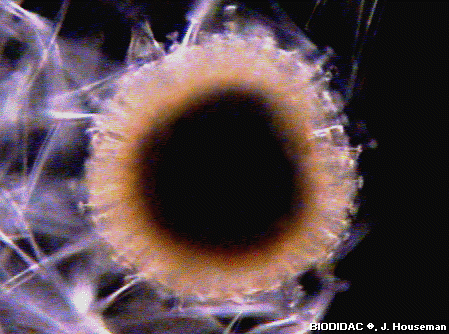 BIODIDAC �, J. Houseman